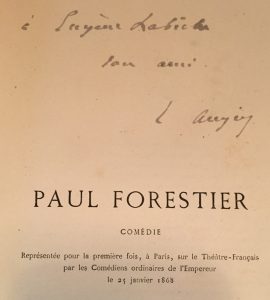 à Eugène Labiche
son ami
E. Augier
PAUL FORESTIER
COMÉDIE
Représentée pour la première fois, à Paris, sur le Théâtre-Français
par les Comédiens ordinaires de l'Empereur
le 25 janvier 1868